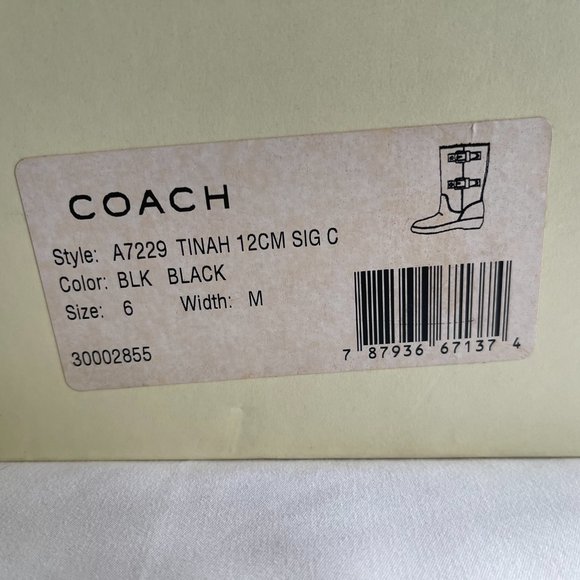 COACH
Style: A7229 TINAH 12CM SIG C
Color: BLK BLACK
Size: 6 Width: M
30002855
7 87936 67137 4